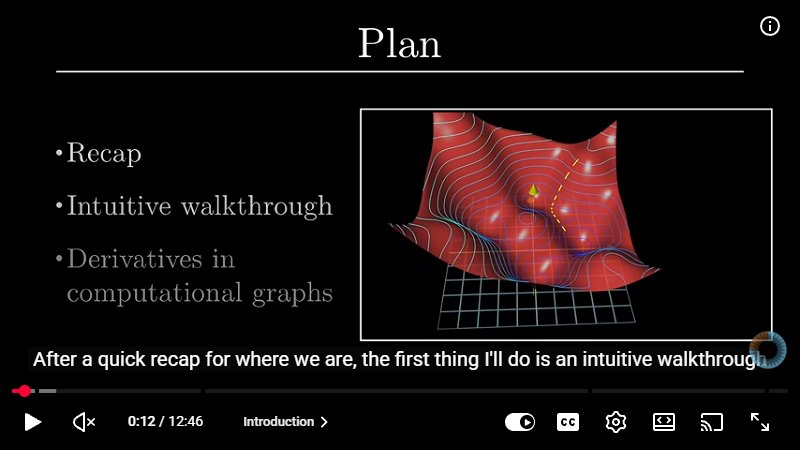 Plan
• Recap
• Intuitive walkthrough
• Derivatives in
computational graphs
After a quick recap for where we are, the first thing I'll do is an intuitive walkthrough
0:12 / 12:46
Introduction
CC